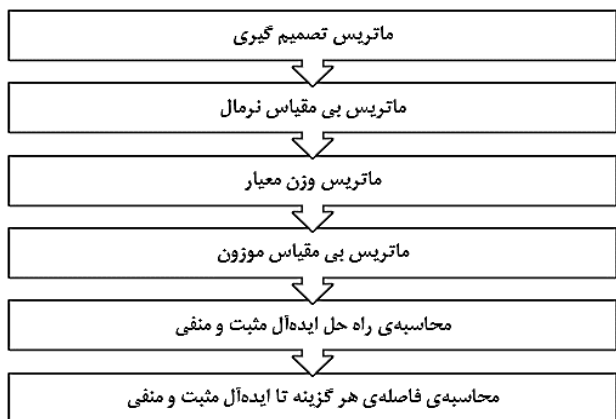 ماتریس تصمیم گیری
ماتریس بی مقیاس نرمال
ماتریس وزن معیار
ماتریس بی مقیاس موزون
محاسبه‌ی راه حل ایده‌آل مثبت و منفی
محاسبه‌ی فاصله‌ی هر گزینه تا ایده‌آل مثبت و منفی